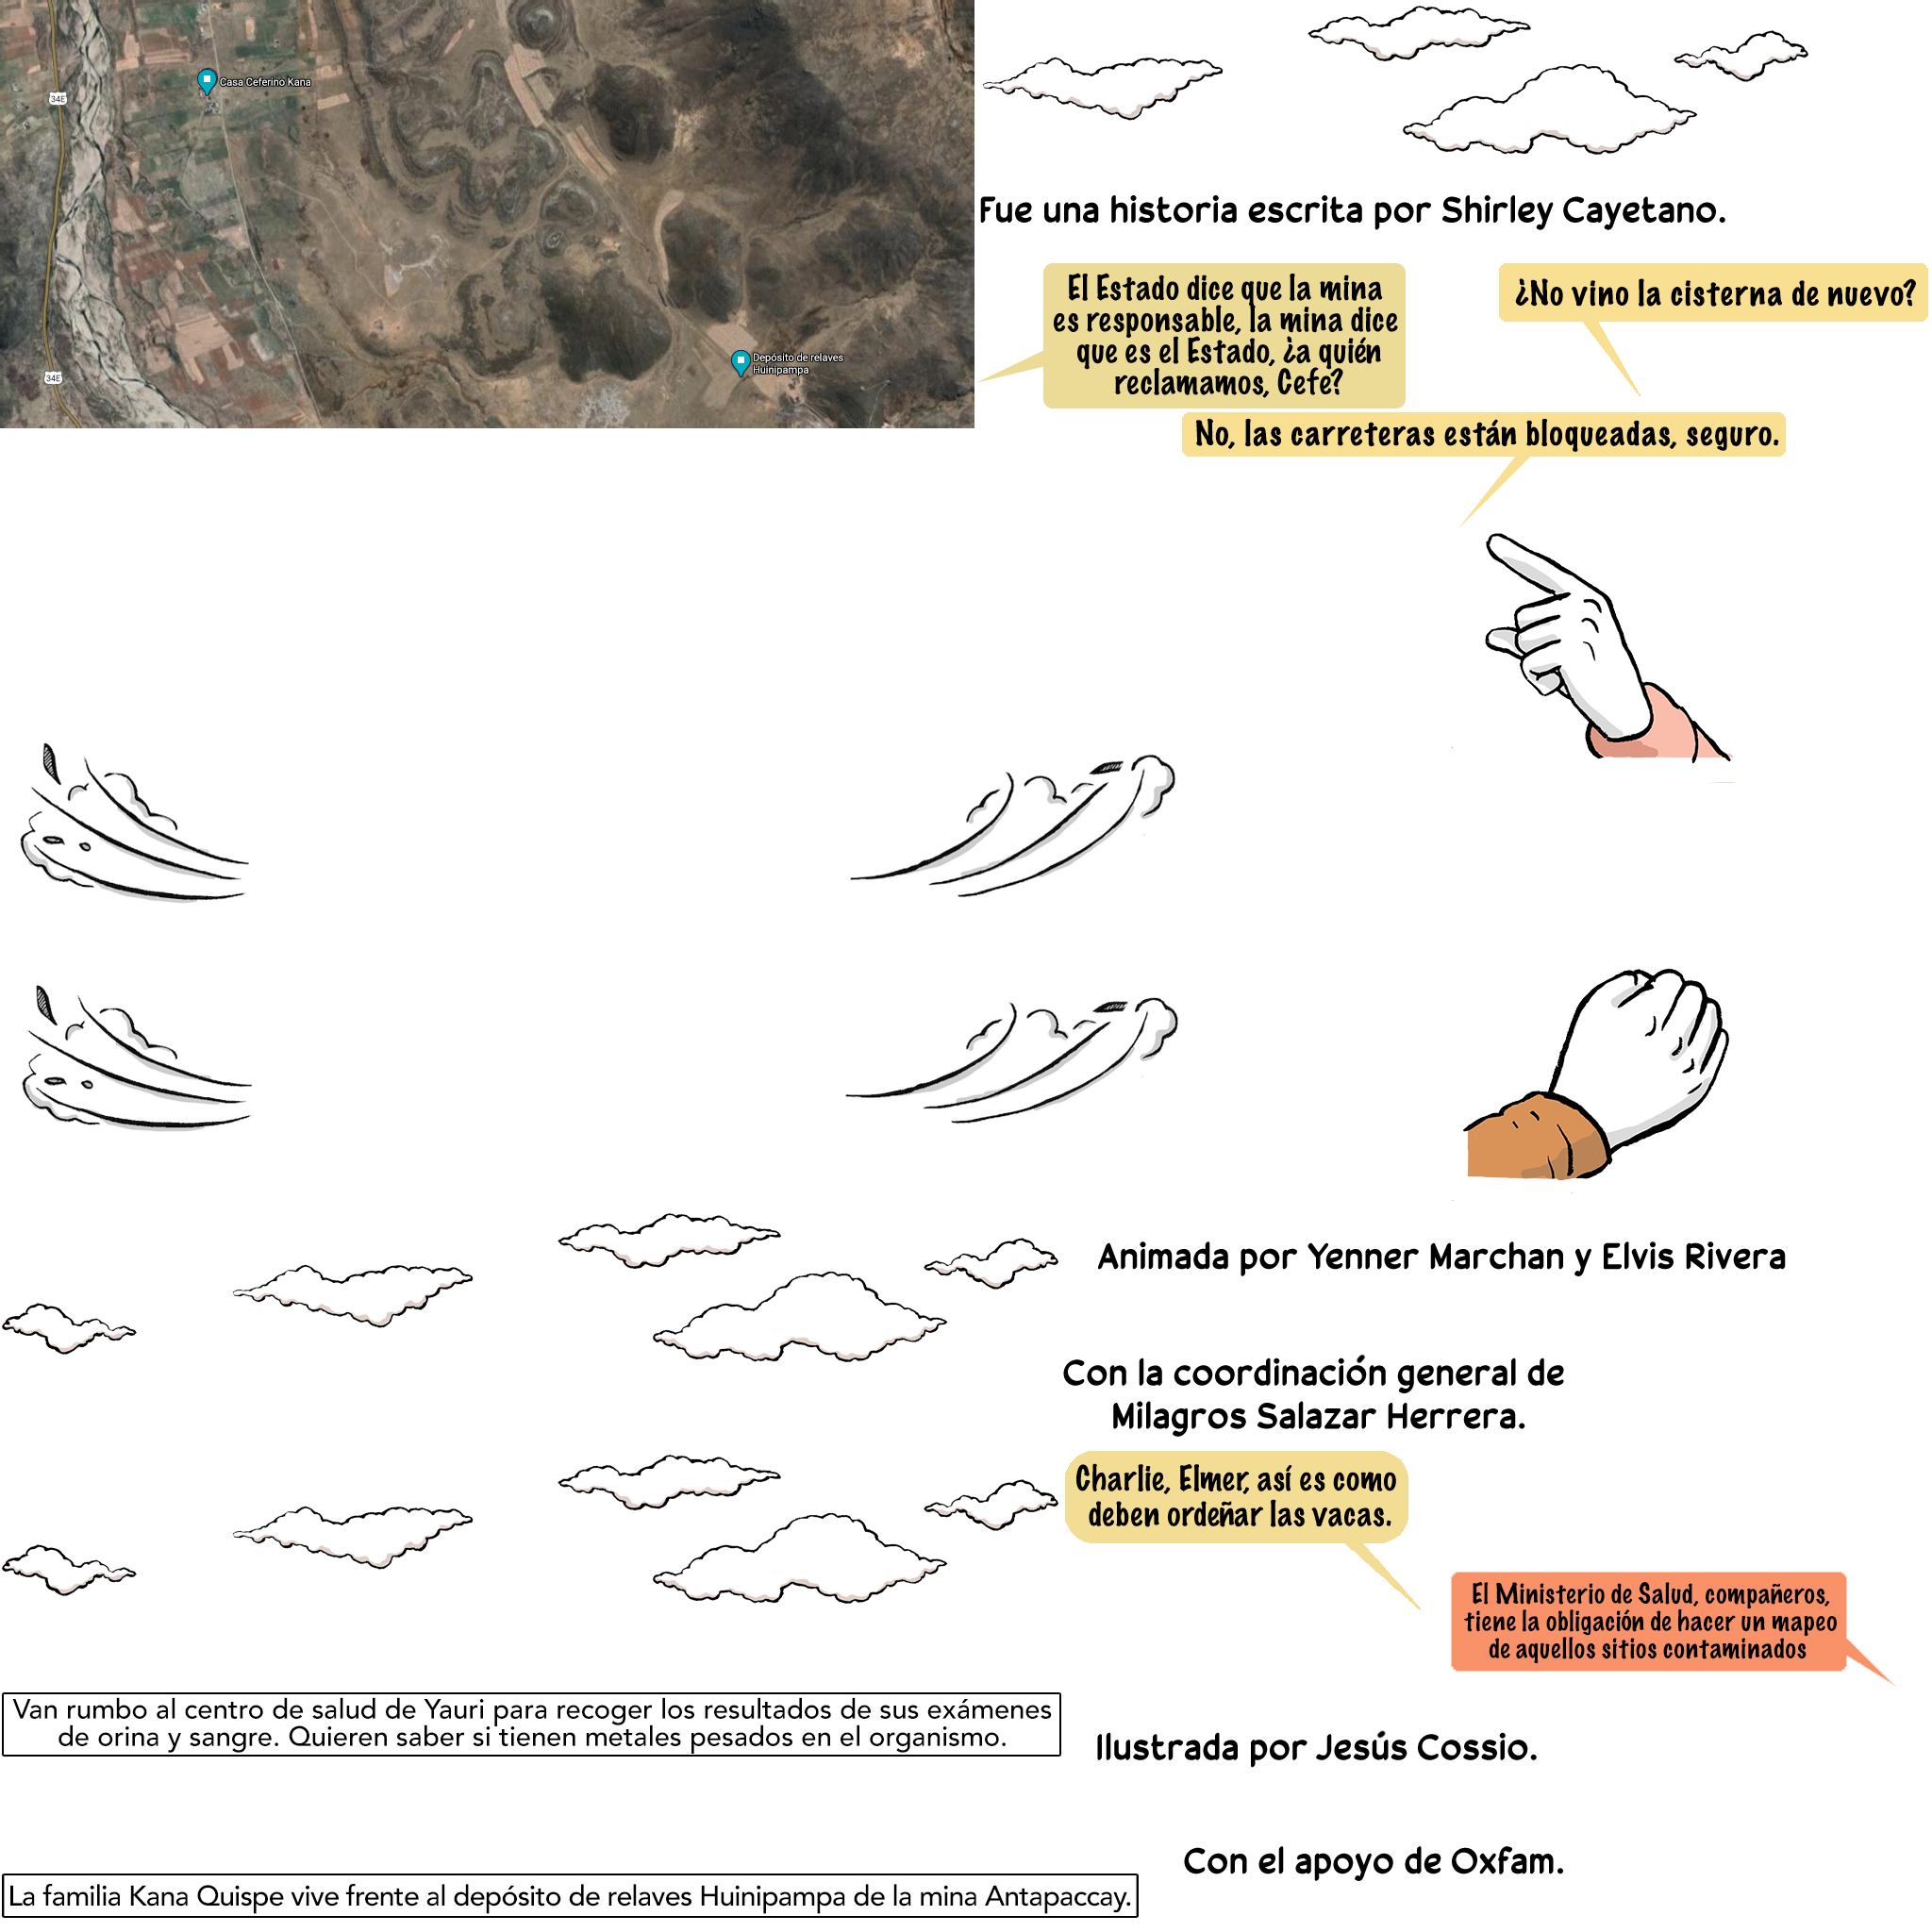 34E
Casa Ceferino Kana
34E
Depósito de relaves
Huinipampa
Fue una historia escrita por Shirley Cayetano.
El Estado dice que la mina
es responsable, la mina dice
que es el Estado, ¿a quién
reclamamos, Cefe?
¿No vino la cisterna de nuevo?
No, las carreteras están bloqueadas, seguro.
Animada por Yenner Marchan y Elvis Rivera
Con la coordinación general de
Milagros Salazar Herrera.
Charlie, Elmer, así es como
deben ordeñar las vacas.
El Ministerio de Salud, compañeros,
tiene la obligación de hacer un mapeo
de aquellos sitios contaminados
Van rumbo al centro de salud de Yauri para recoger los resultados de sus exámenes
de orina y sangre. Quieren saber si tienen metales pesados en el organismo.
Ilustrada por Jesús Cossio.
Con el apoyo de Oxfam.
La familia Kana Quispe vive frente al depósito de relaves Huinipampa de la mina Antapaccay.